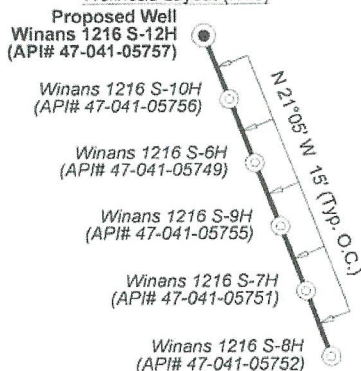 Proposed Well
Winans 1216 S-12H
(API# 47-041-05757)
Winans 1216 S-10H
(API# 47-041-05756)
Winans 1216 S-6H
(API# 47-041-05749)
Winans 1216 S-9H
(API# 47-041-05755)
Winans 1216 S-7H
(API# 47-041-05751)
Winans 1216 S-8H
(API# 47-041-05752)
N 21°05' W 15' (Typ. O.C.)